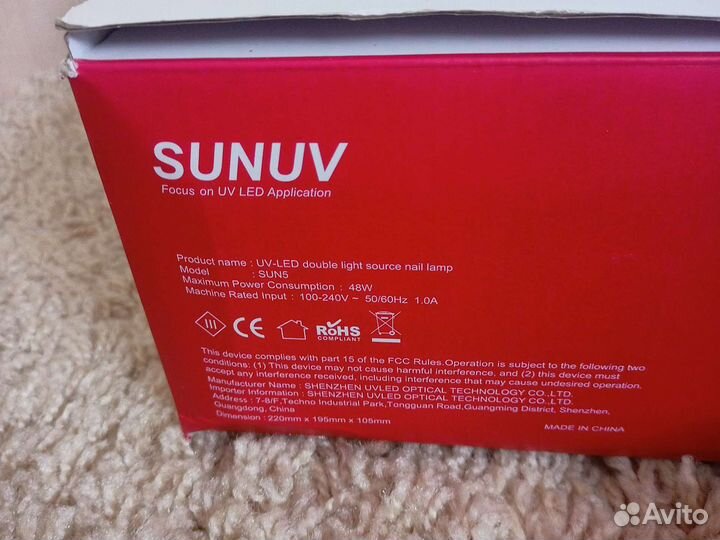 SUNUV
Focus on UV LED Application
Product name : UV-LED double light source nail lamp
Model : SUN5
Maximum Power Consumption : 48W
Machine Rated Input : 100-240V ~ 50/60Hz 1.0A
III CE RoHS
COMPLIANT
This device complies with part 15 of the FCC Rules.Operation is subject to the following two
conditions: (1) This device may not cause harmful interference, and (2) this device must
accept any interference received, including interference that may cause undesired operation.
Manufacturer Name : SHENZHEN UVLED OPTICAL TECHNOLOGY CO.,LTD.
Importer Information : SHENZHEN UVLED OPTICAL TECHNOLOGY CO.,LTD.
Address : 7-8/F,Techno Industrial Park,Tongguan Road,Guangming District, Shenzhen,
Guangdong, China
Dimension : 220mm x 195mm x 105mm
MADE IN CHINA
Avito